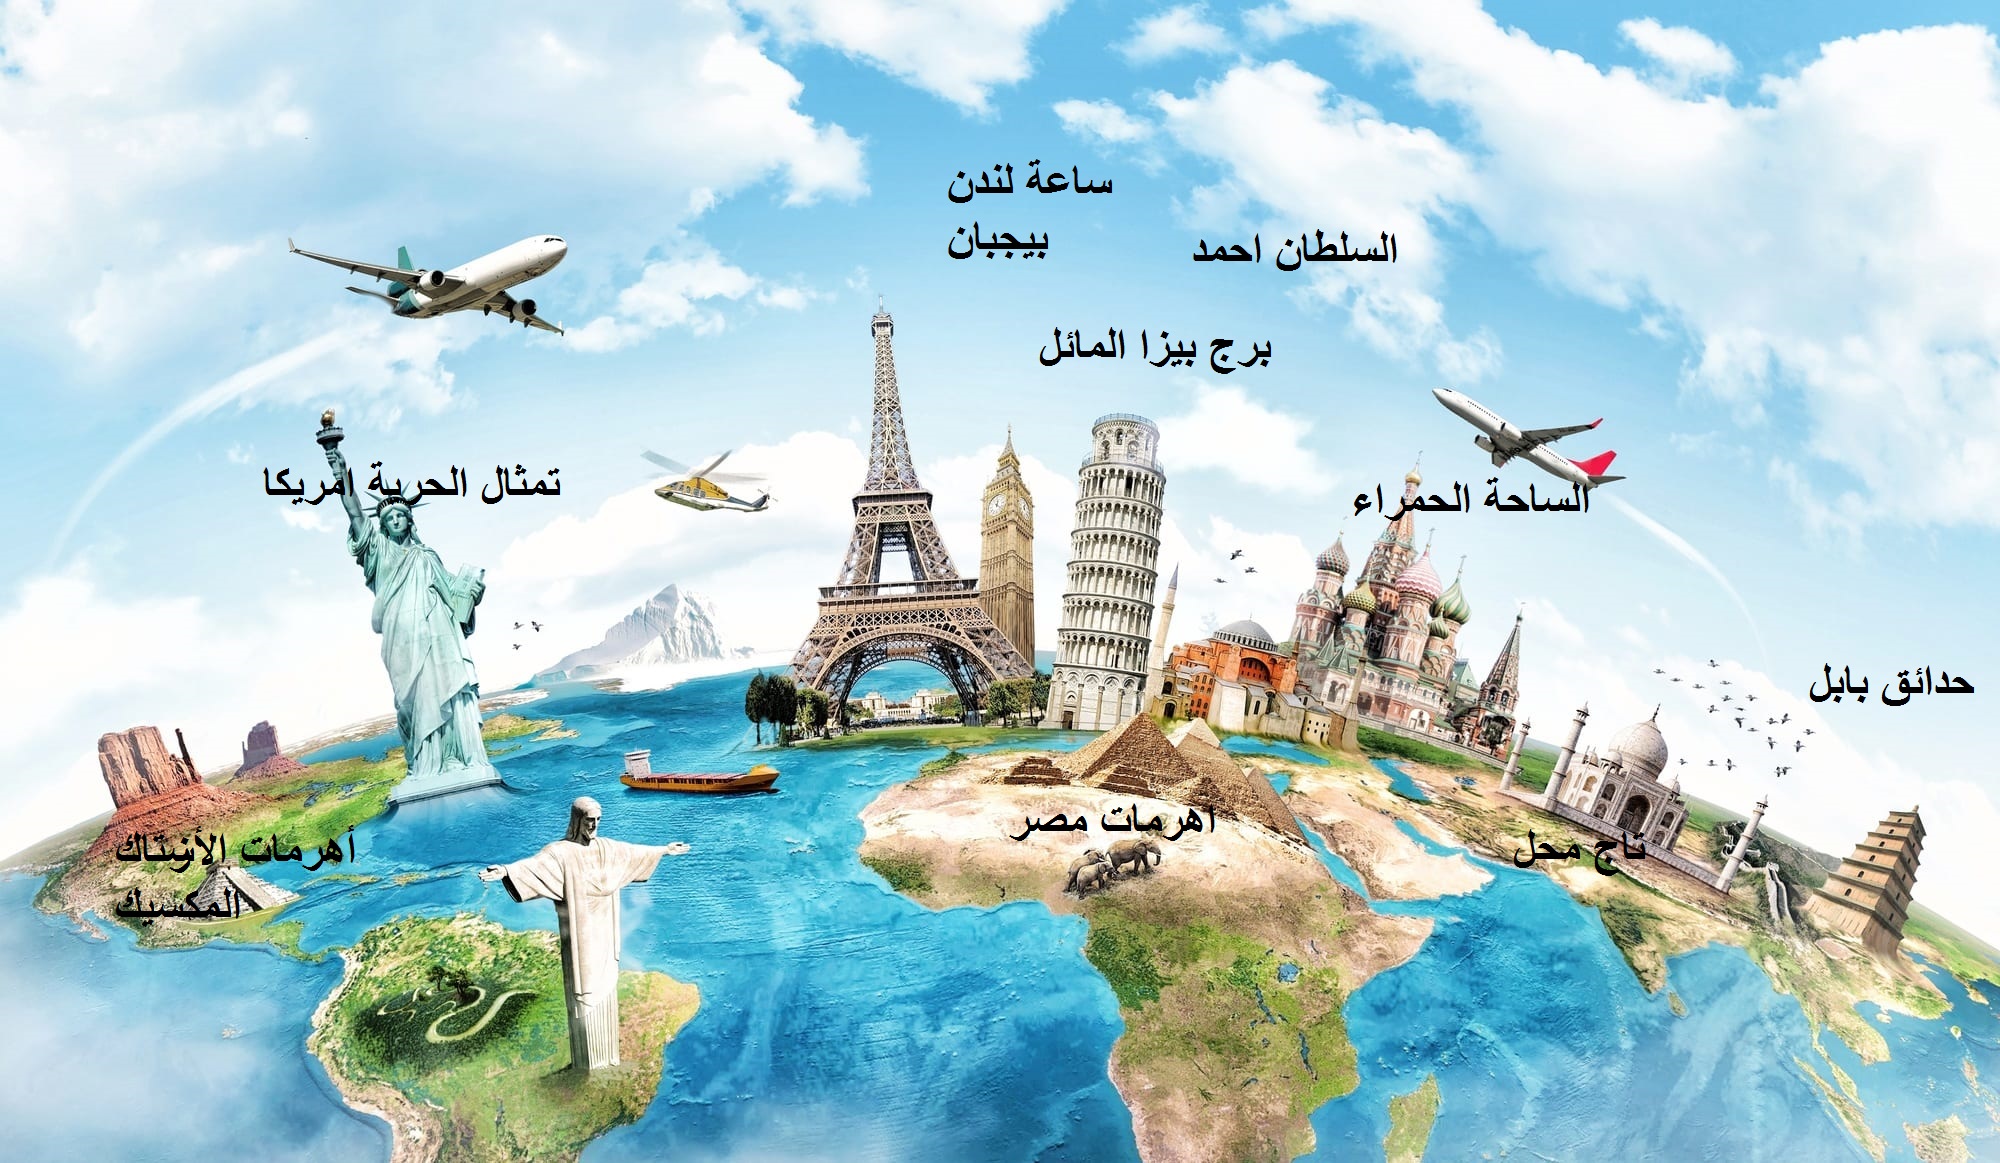 ساعة لندن
بيجبان
السلطان احمد
برج بيزا المائل
تمثال الحرية امريكا
الساحة الحمراء
حدائق بابل
اهرمات مصر
تاج محل
أهرمات
المكسيك